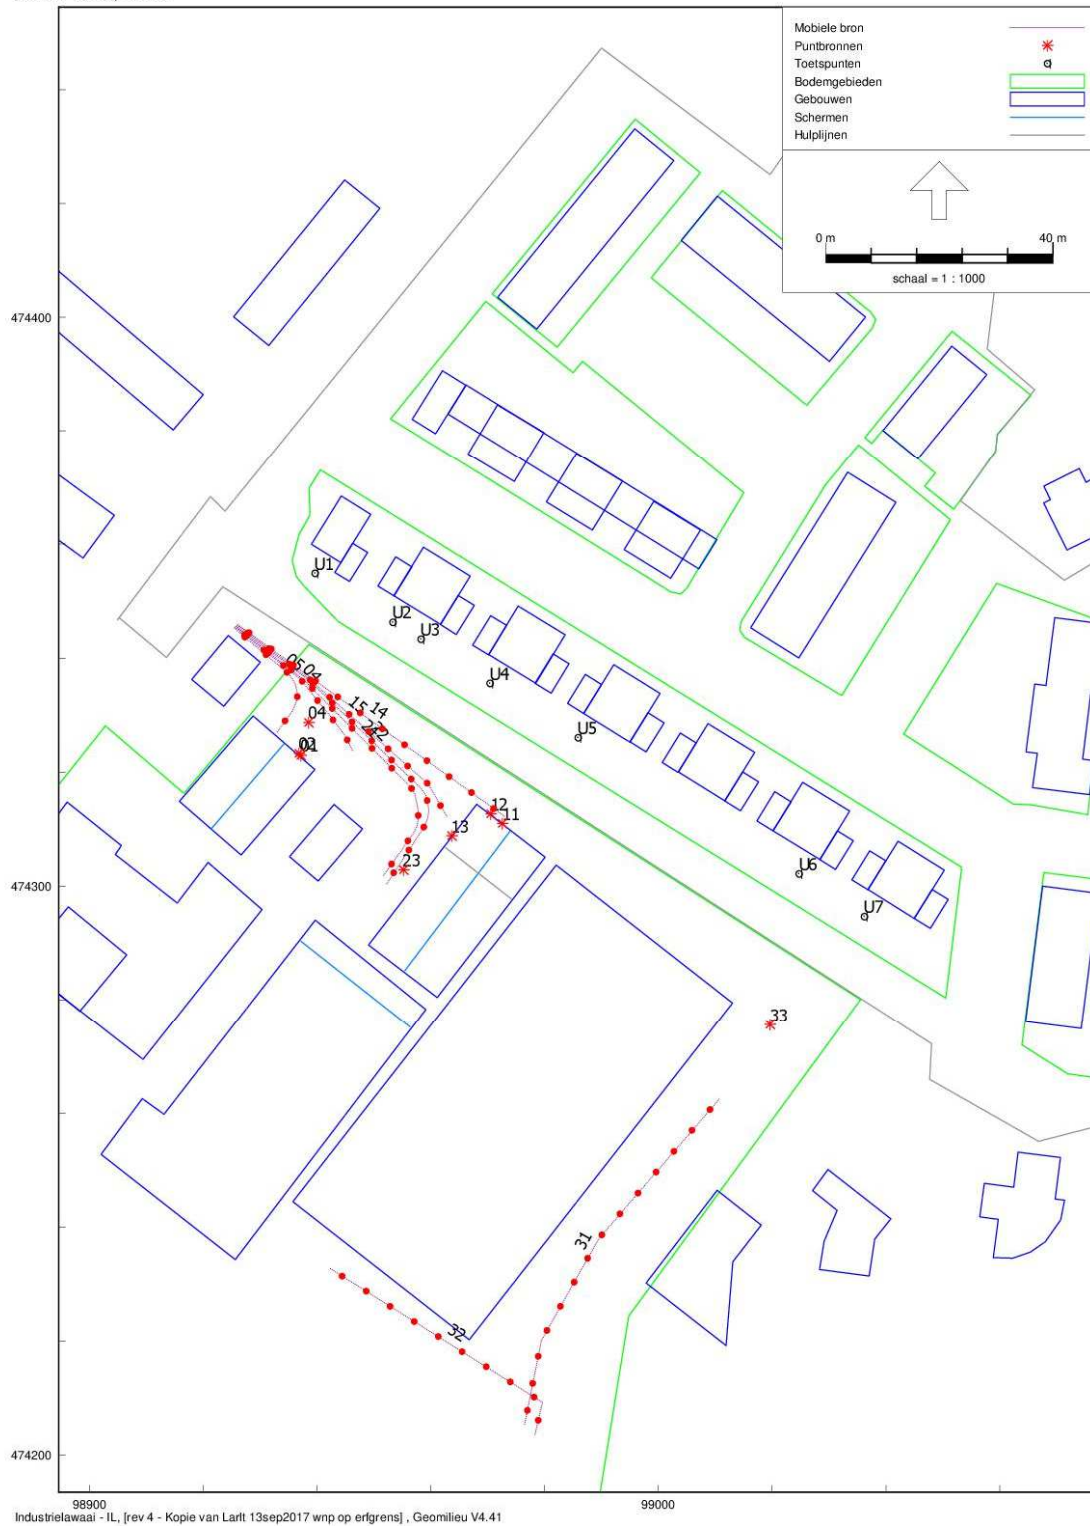 Mobiele bron
Puntbronnen
Toetspunten
Bodemgebieden
Gebouwen
Schermen
Hulplijnen
0 m
40 m
schaal = 1 : 1000
474400
U1
U2
U3
U4
U5
U6
U7
05
04
04
15
14
22
01
12
11
13
23
474300
33
31
32
474200
98900
99000
Industrielawaai - IL, [rev 4 - Kopie van Larlt 13sep2017 wnp op erfgrens] , Geomilieu V4.41